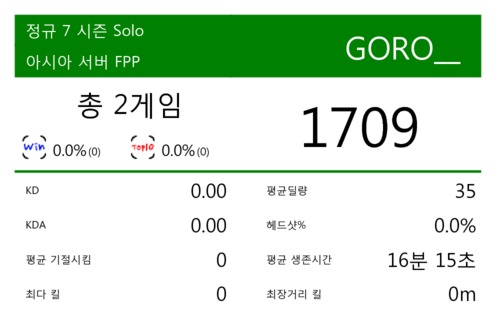 정규 7 시즌 Solo
아시아 서버 FPP
GORO__
총 2게임
Win 0.0% (0)
Top10 0.0% (0)
1709
KD 0.00
평균딜량 35
KDA 0.00
헤드샷% 0.0%
평균 기절시킴 0
평균 생존시간 16분 15초
최다 킬 0
최장거리 킬 0m